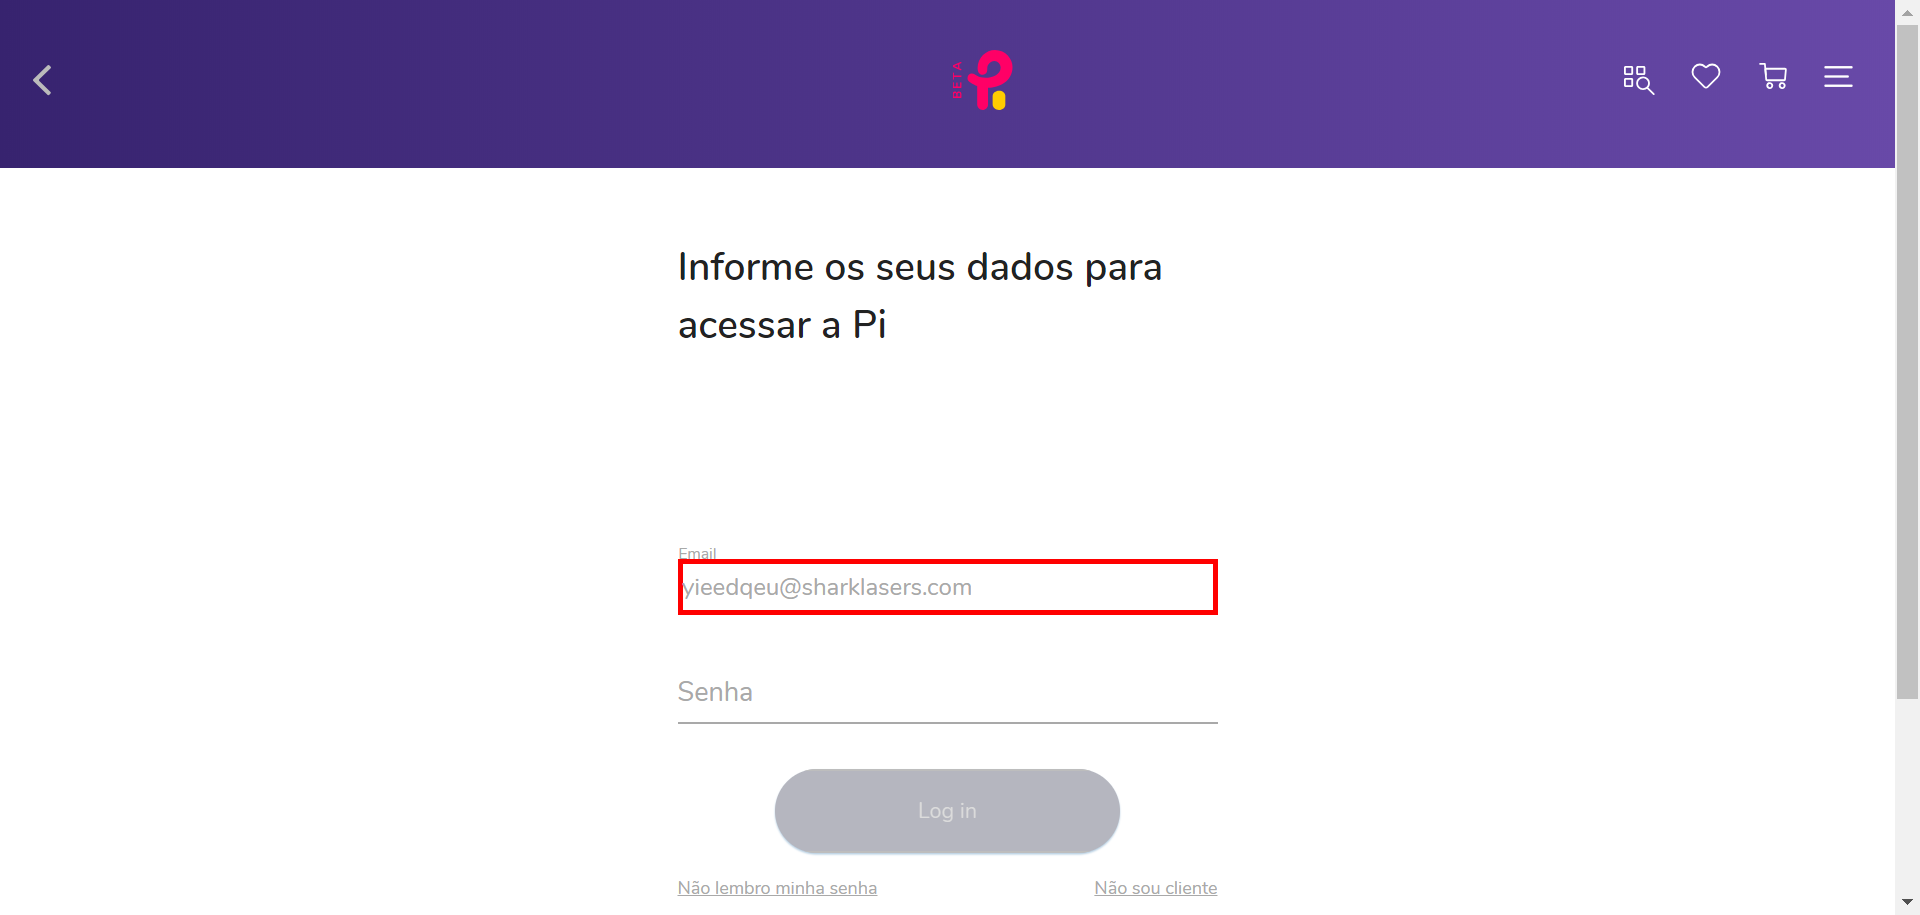 BETA
Informe os seus dados para
acessar a Pi
Email
yieedqeu@sharklasers.com
Senha
Log in
Não lembro minha senha
Não sou cliente